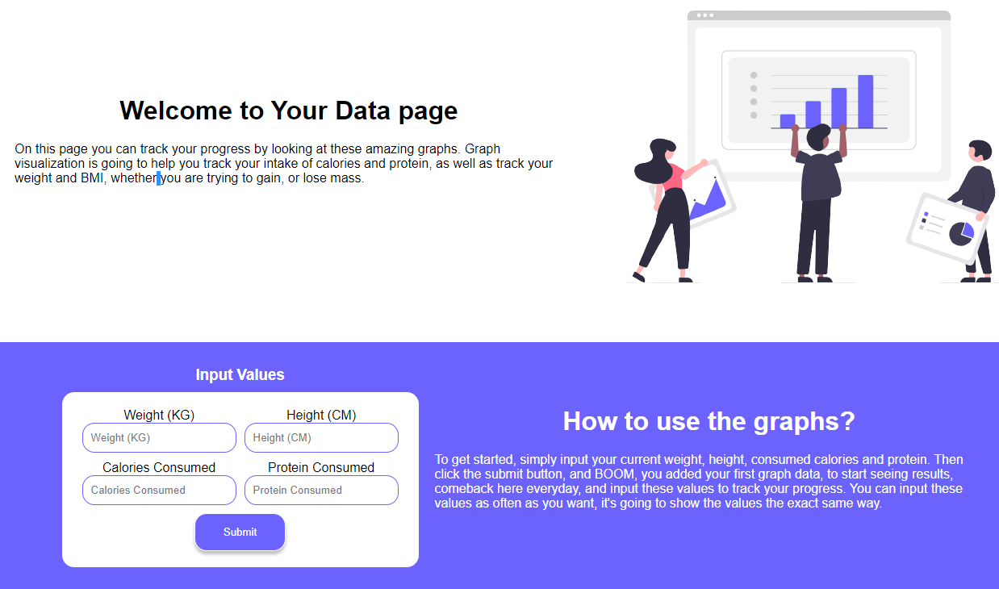 Welcome to Your Data page
On this page you can track your progress by looking at these amazing graphs. Graph
visualization is going to help you track your intake of calories and protein, as well as track your
weight and BMI, whether you are trying to gain, or lose mass.
Input Values
Weight (KG)
Height (CM)
Weight (KG)
Height (CM)
Calories Consumed
Protein Consumed
Calories Consumed
Protein Consumed
Submit
How to use the graphs?
To get started, simply input your current weight, height, consumed calories and protein. Then
click the submit button, and BOOM, you added your first graph data, to start seeing results,
comeback here everyday, and input these values to track your progress. You can input these
values as often as you want, it's going to show the values the exact same way.